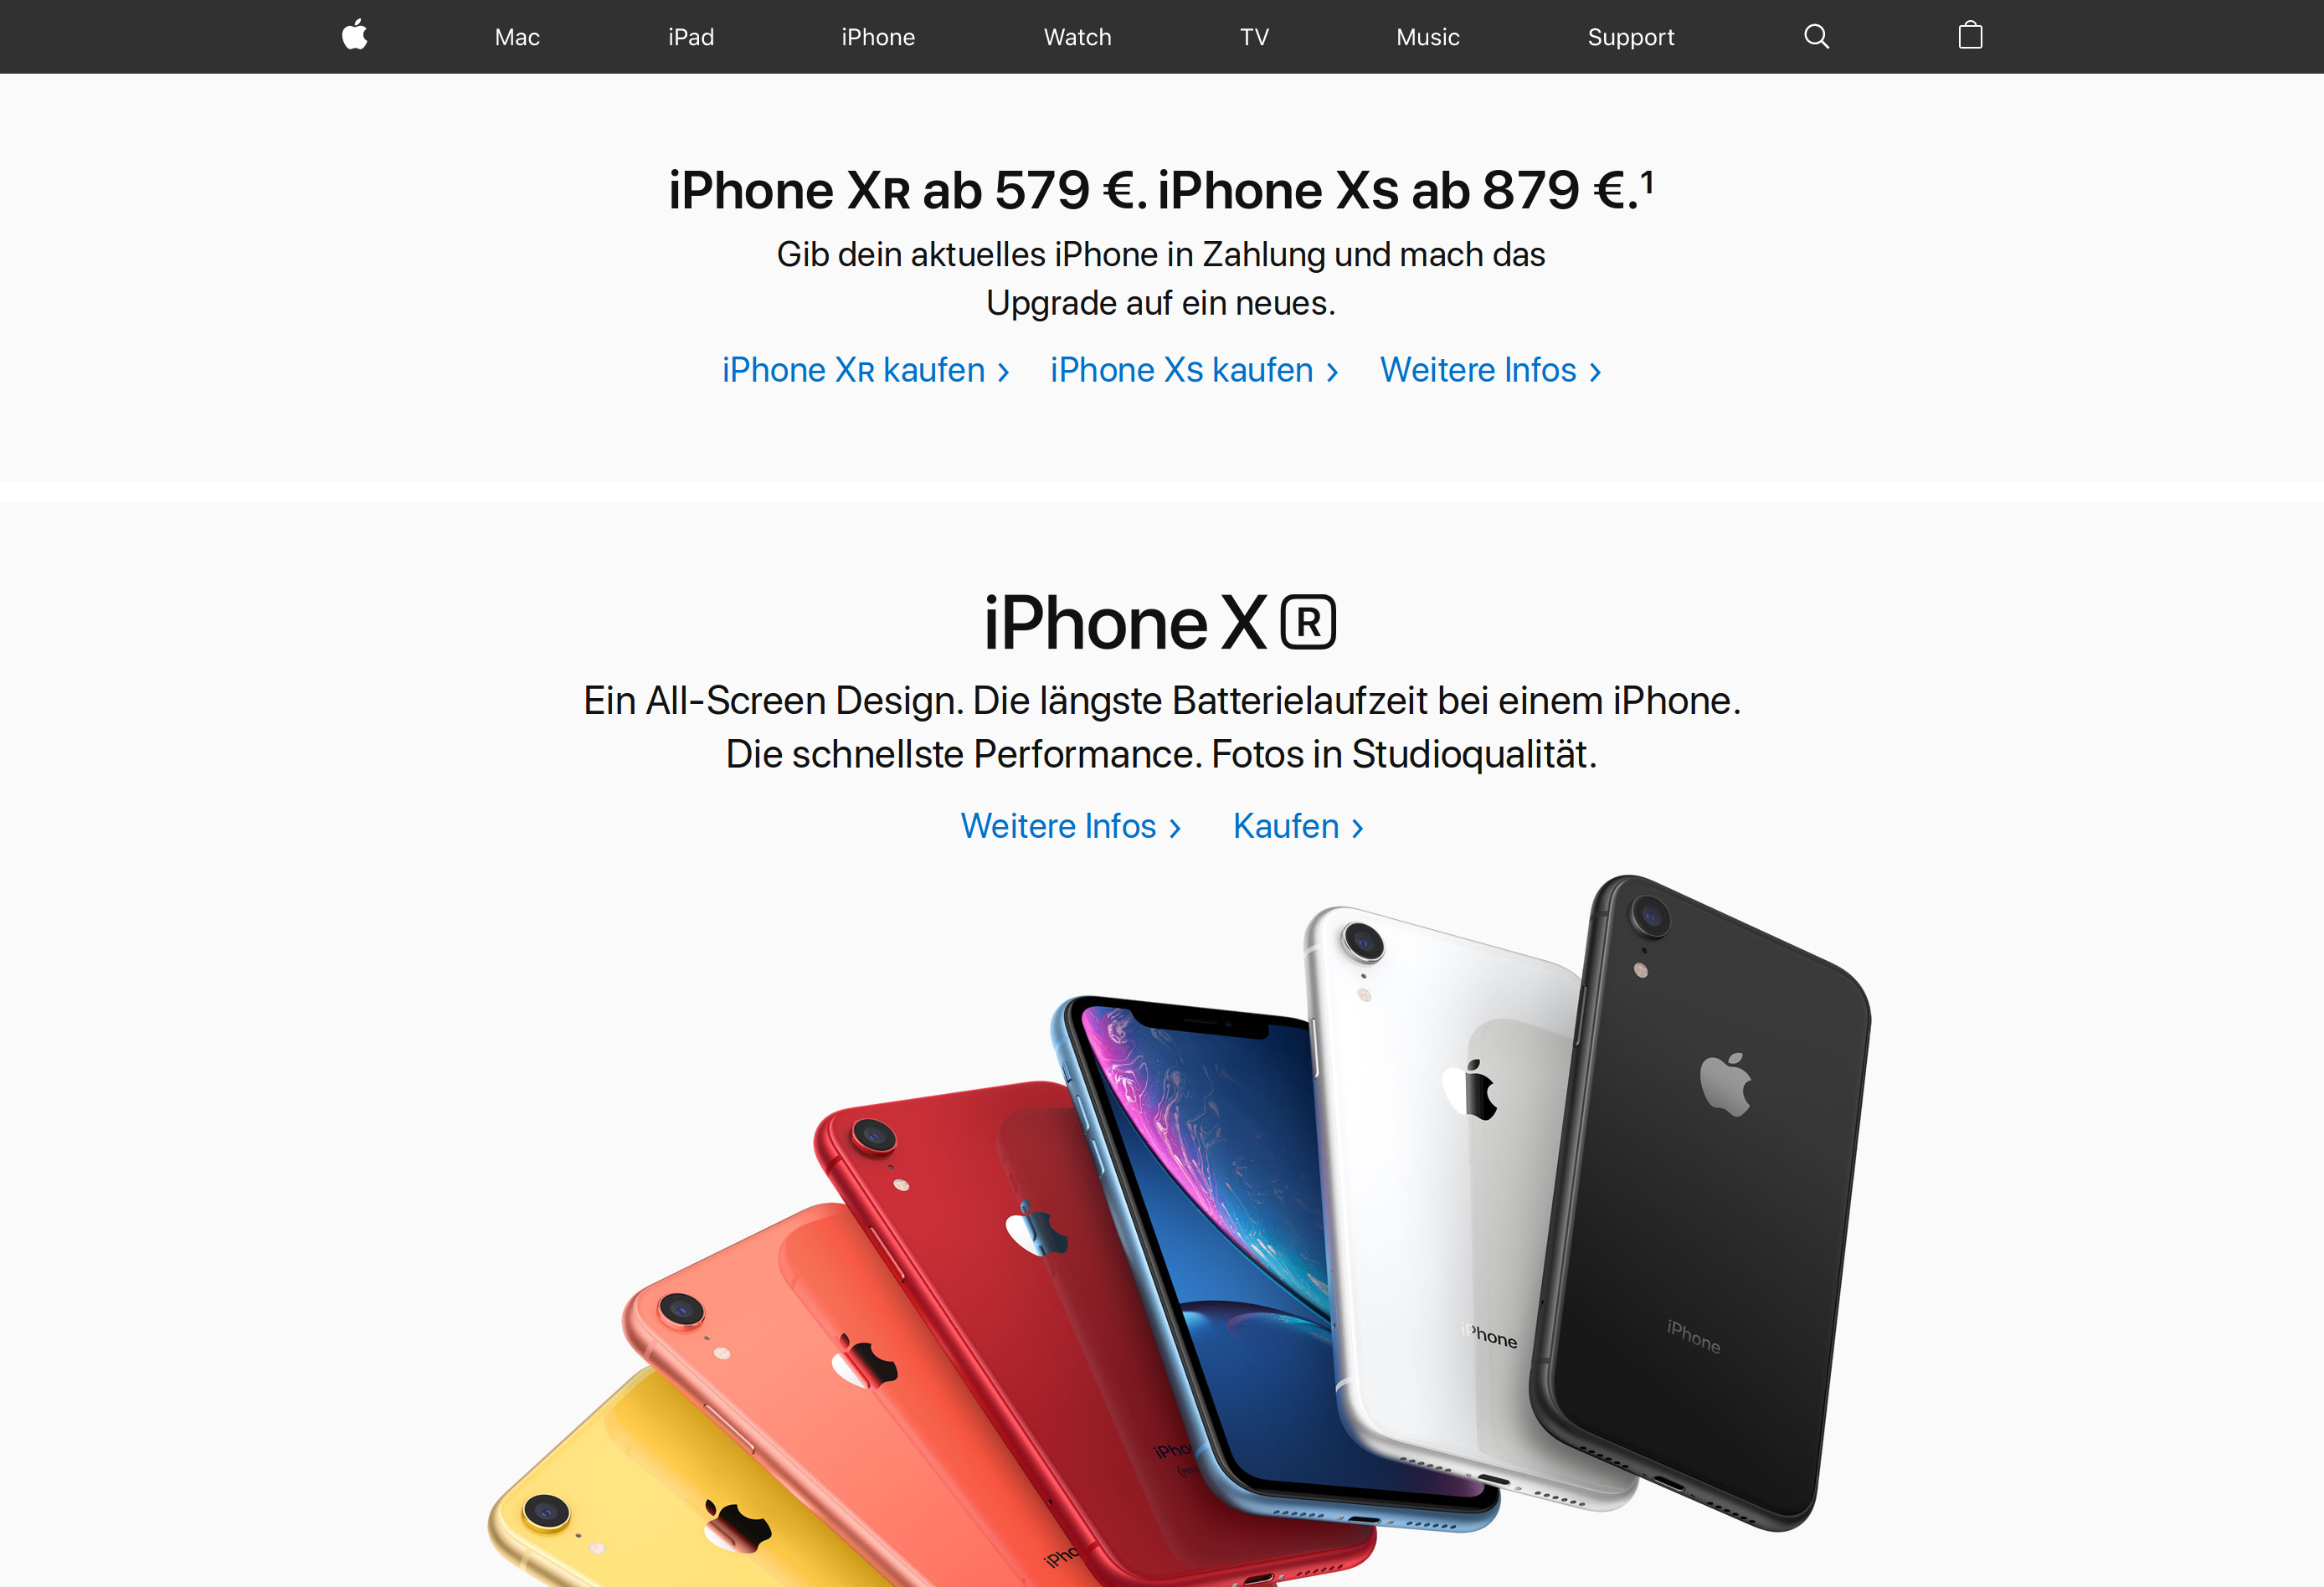 Mac iPad iPhone Watch TV Music Support
iPhone XR ab 579 €. iPhone XS ab 879 €.¹
Gib dein aktuelles iPhone in Zahlung und mach das
Upgrade auf ein neues.
iPhone XR kaufen > iPhone XS kaufen > Weitere Infos >
iPhone X R
Ein All-Screen Design. Die längste Batterielaufzeit bei einem iPhone.
Die schnellste Performance. Fotos in Studioqualität.
Weitere Infos > Kaufen >
iPhone
iPhone